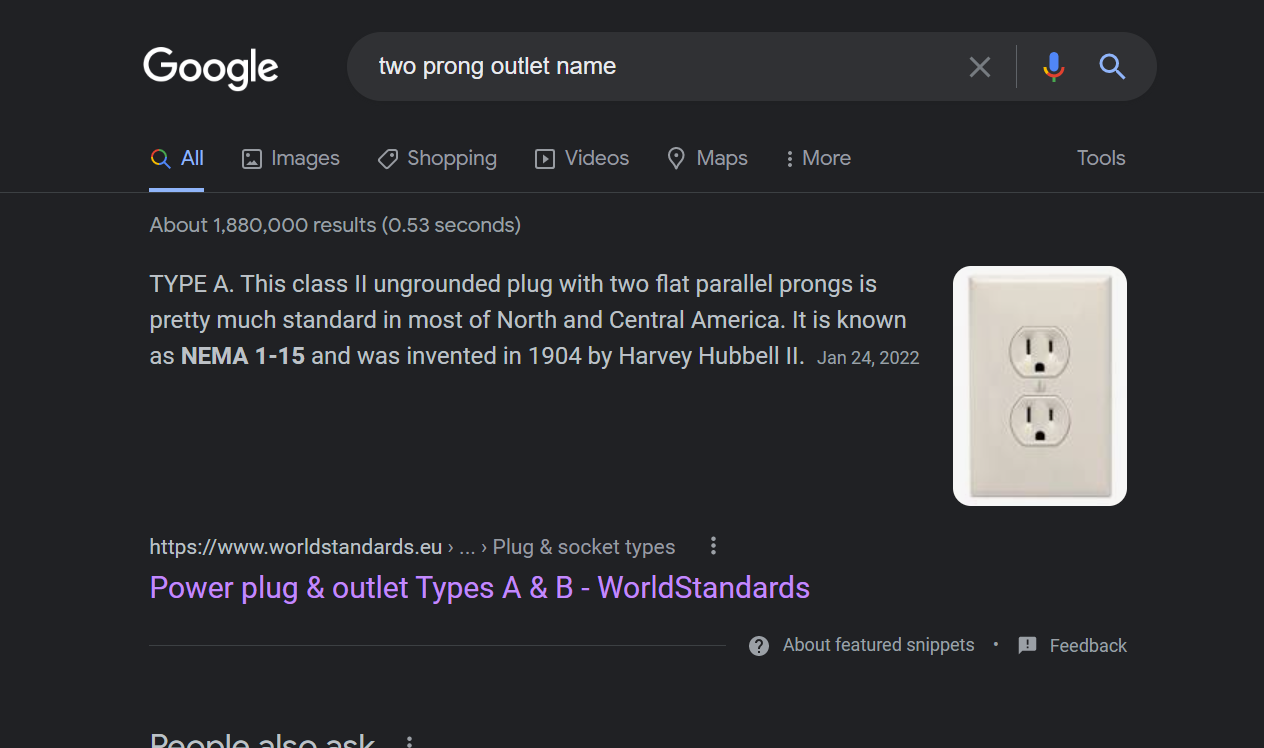 Google
two prong outlet name
All Images Shopping Videos Maps More Tools
About 1,880,000 results (0.53 seconds)
TYPE A. This class II ungrounded plug with two flat parallel prongs is
pretty much standard in most of North and Central America. It is known
as NEMA 1-15 and was invented in 1904 by Harvey Hubbell II. Jan 24, 2022
https://www.worldstandards.eu › ... › Plug & socket types
Power plug & outlet Types A & B - WorldStandards
About featured snippets • Feedback
People also ask